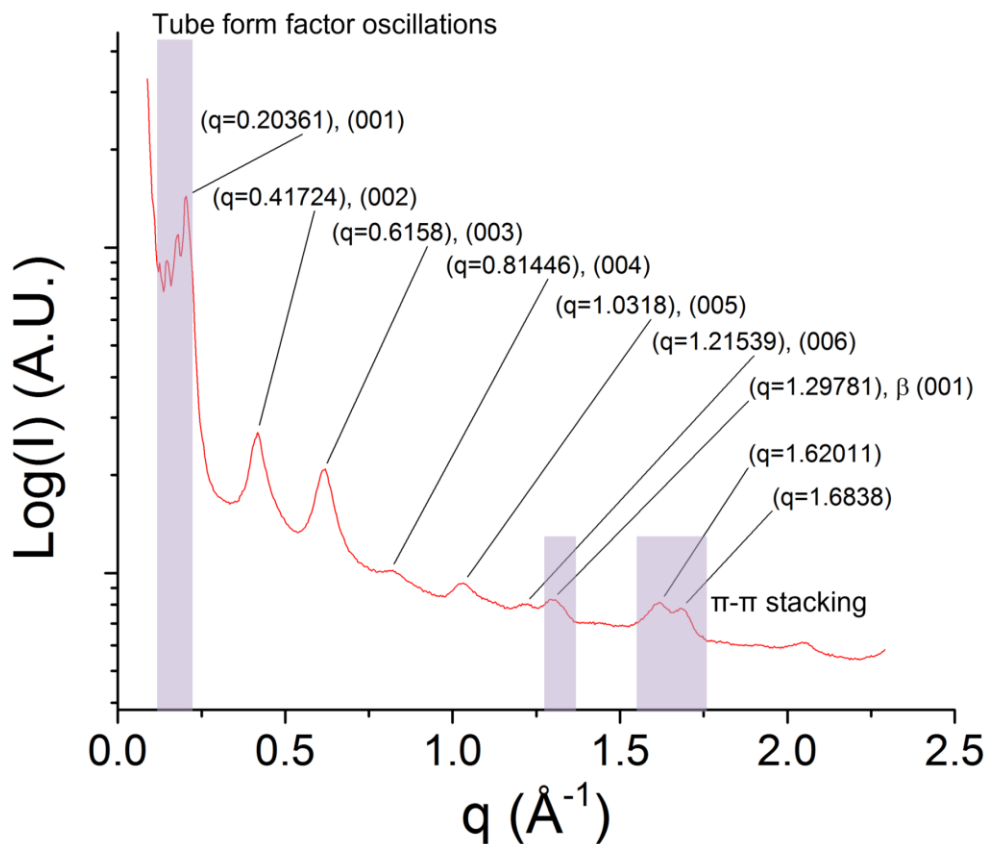 Tube form factor oscillations
(q=0.20361), (001)
(q=0.41724), (002)
(q=0.6158), (003)
(q=0.81446), (004)
(q=1.0318), (005)
(q=1.21539), (006)
(q=1.29781), β (001)
(q=1.62011)
(q=1.6838)
π-π stacking
Log(I) (A.U.)
0.0 0.5 1.0 1.5 2.0 2.5
q (Å⁻¹)